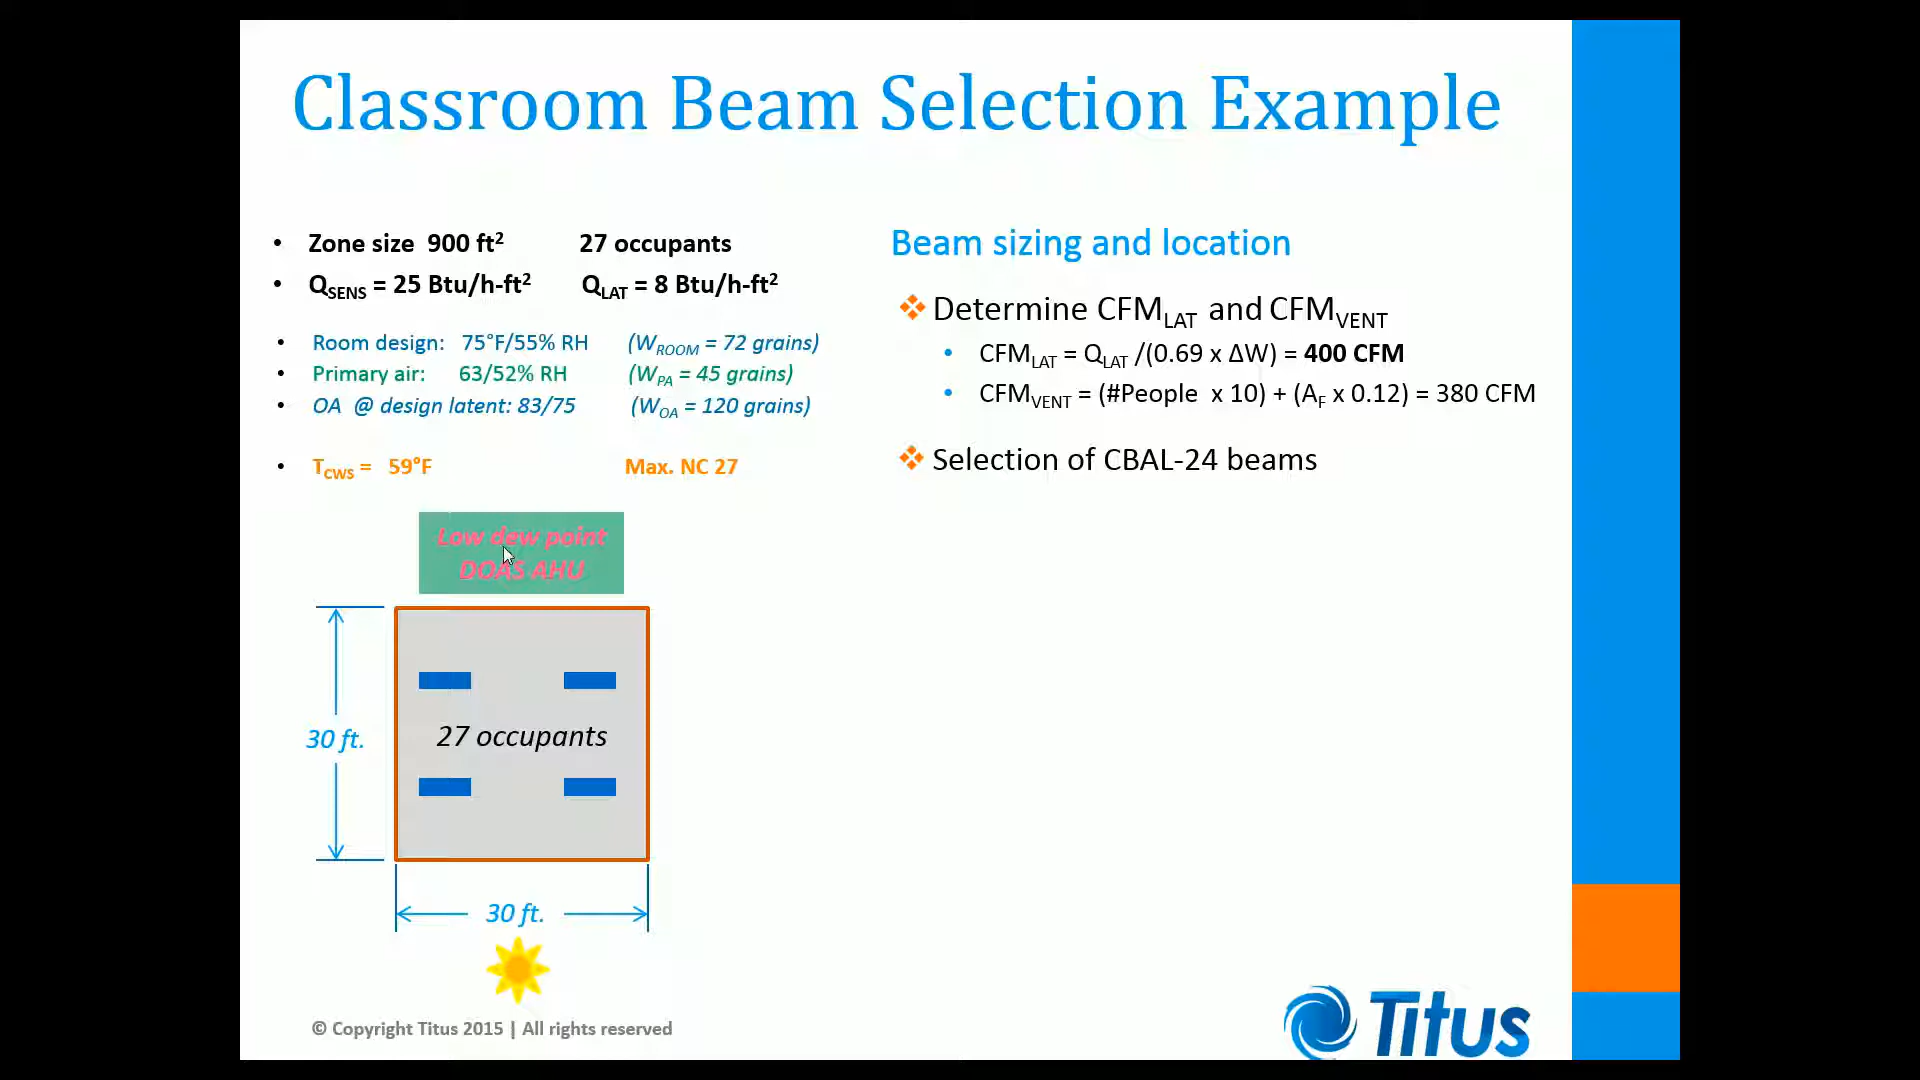 Classroom Beam Selection Example
• Zone size 900 ft² 27 occupants
• QSENS = 25 Btu/h-ft² QLAT = 8 Btu/h-ft²
• Room design: 75°F/55% RH (WROOM = 72 grains)
• Primary air: 63/52% RH (WPA = 45 grains)
• OA @ design latent: 83/75 (WOA = 120 grains)
• TCWS = 59°F Max. NC 27
Low dew point
DOAS AHU
30 ft.
27 occupants
30 ft.
Beam sizing and location
❖ Determine CFMLAT and CFMVENT
• CFMLAT = QLAT /(0.69 x ΔW) = 400 CFM
• CFMVENT = (#People x 10) + (AF x 0.12) = 380 CFM
❖ Selection of CBAL-24 beams
© Copyright Titus 2015 | All rights reserved
Titus